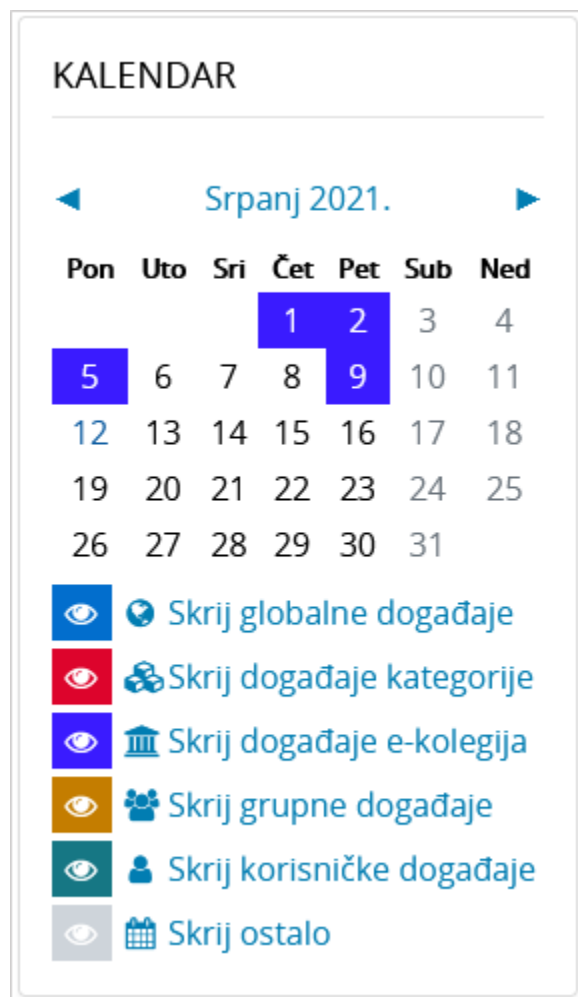 KALENDAR
◄ Srpanj 2021. ►
Pon Uto Sri Čet Pet Sub Ned
1 2 3 4
5 6 7 8 9 10 11
12 13 14 15 16 17 18
19 20 21 22 23 24 25
26 27 28 29 30 31
Skrij globalne događaje
Skrij događaje kategorije
Skrij događaje e-kolegija
Skrij grupne događaje
Skrij korisničke događaje
Skrij ostalo